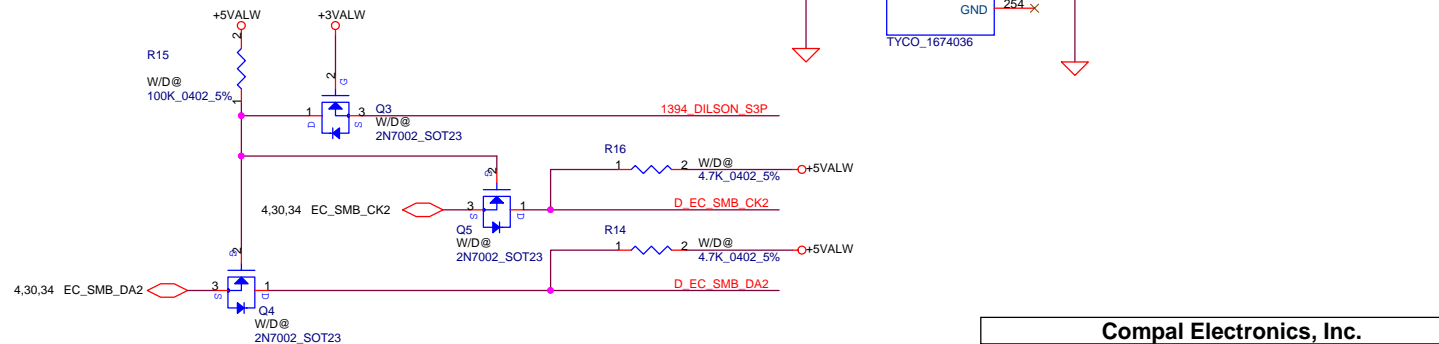 GND 254
TYCO_1674036
+5VALW
+3VALW
2
R15
W/D@
100K_0402_5%
1
2
G
1
D
3
S
Q3
W/D@
2N7002_SOT23
1394_DILSON_S3P
R16
1
2
W/D@
4.7K_0402_5%
+5VALW
2
G
4,30,34 EC_SMB_CK2
3
S
1
D
D_EC_SMB_CK2
Q5
W/D@
2N7002_SOT23
R14
1
2
W/D@
4.7K_0402_5%
+5VALW
2
G
4,30,34 EC_SMB_DA2
3
S
1
D
D_EC_SMB_DA2
Q4
W/D@
2N7002_SOT23
Compal Electronics, Inc.